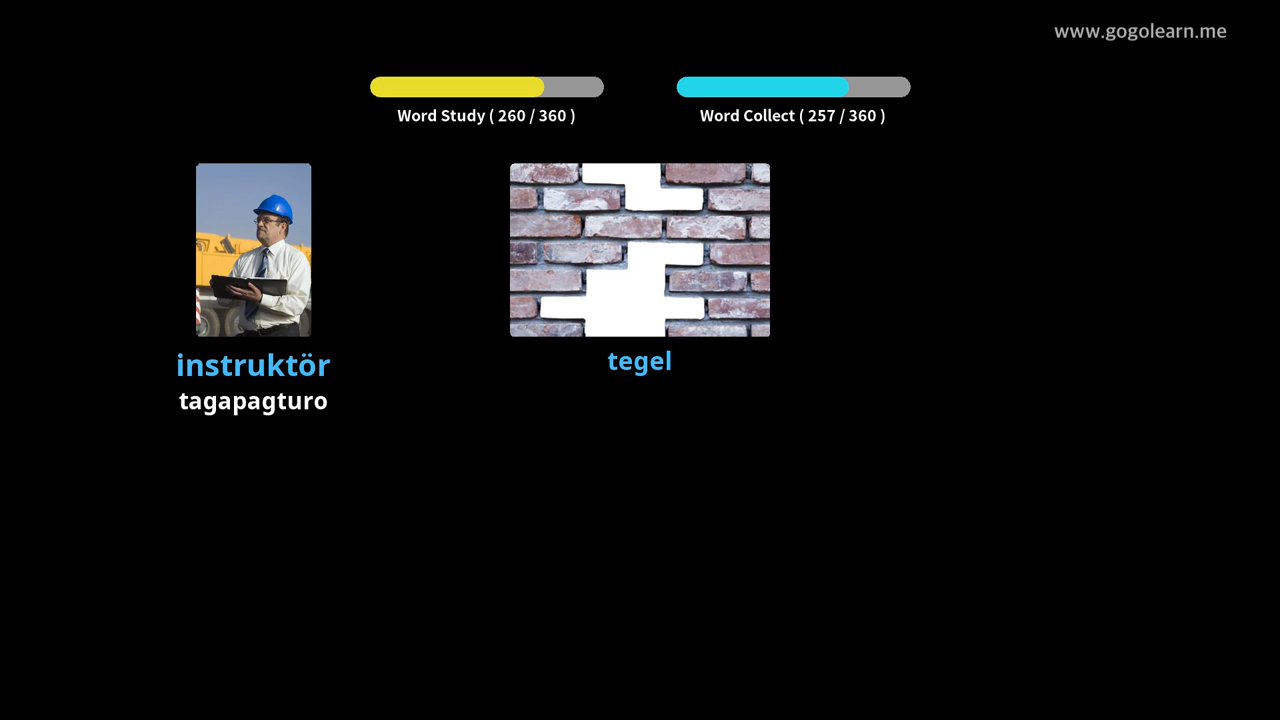 www.gogolearn.me
Word Study ( 260 / 360 )
Word Collect ( 257 / 360 )
instruktör
tagapagturo
tegel